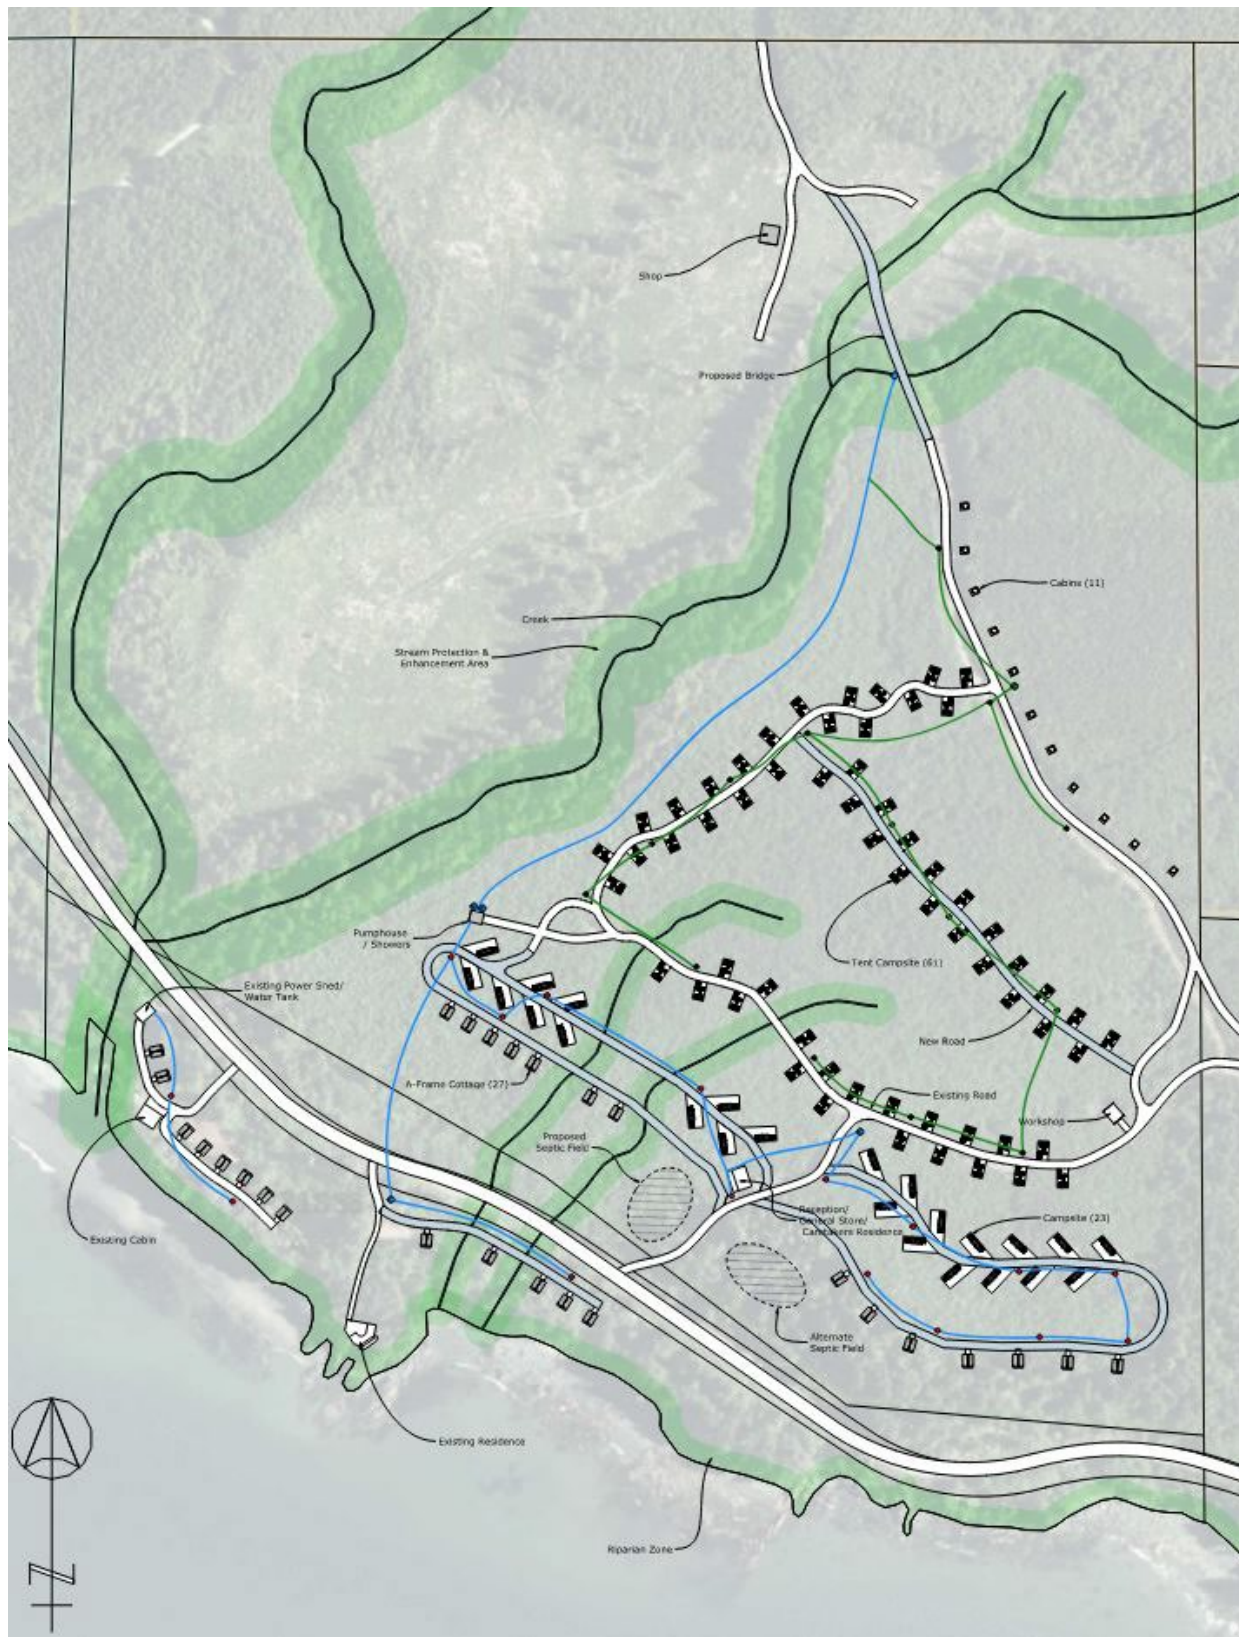 Shop
Proposed Bridge
Cabins (11)
Creek
Stream Protection &
Enhancement Area
Pumphouse
/ Showers
Tent Campsite (61)
Existing Power Shed/
Water Tank
New Road
A-Frame Cottage (27)
Existing Road
Workshop
Proposed
Septic Field
Reception/
General Store/
Caretakers Residence
Campsite (23)
Existing Cabin
Alternate
Septic Field
Existing Residence
Riparian Zone
N